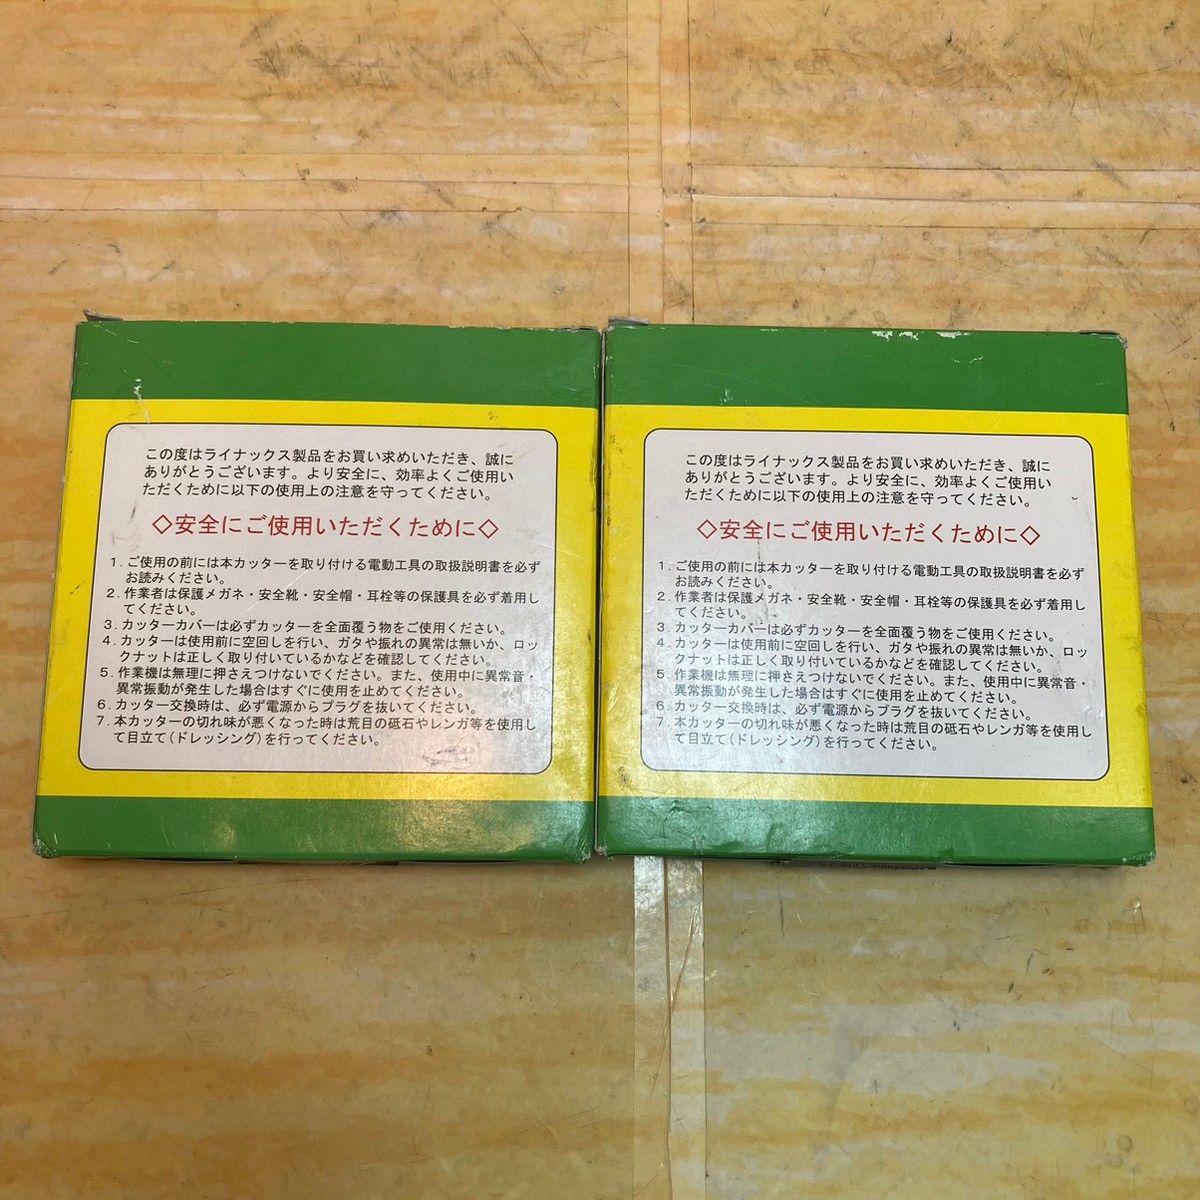 この度はライナックス製品をお買い求めいただき、誠に
ありがとうございます。より安全に、効率よくご使用い
ただくために以下の使用上の注意を守ってください。
◇安全にご使用いただくために◇
1. ご使用の前には本カッターを取り付ける電動工具の取扱説明書を必ず
お読みください。
2. 作業者は保護メガネ・安全靴・安全帽・耳栓等の保護具を必ず着用し
てください。
3. カッターカバーは必ずカッターを全面覆う物をご使用ください。
4. カッターは使用前に空回しを行い、ガタや振れの異常は無いか、ロッ
クナットは正しく取り付いているかなどを確認してください。
5. 作業機は無理に押さえつけないでください。また、使用中に異常音・
異常振動が発生した場合はすぐに使用を止めてください。
6. カッター交換時は、必ず電源からプラグを抜いてください。
7. 本カッターの切れ味が悪くなった時は荒目の砥石やレンガ等を使用し
て目立て(ドレッシング)を行ってください。
この度はライナックス製品をお買い求めいただき、誠に
ありがとうございます。より安全に、効率よくご使用い
ただくために以下の使用上の注意を守ってください。
◇安全にご使用いただくために◇
1. ご使用の前には本カッターを取り付ける電動工具の取扱説明書を必ず
お読みください。
2. 作業者は保護メガネ・安全靴・安全帽・耳栓等の保護具を必ず着用し
てください。
3. カッターカバーは必ずカッターを全面覆う物をご使用ください。
4. カッターは使用前に空回しを行い、ガタや振れの異常は無いか、ロッ
クナットは正しく取り付いているかなどを確認してください。
5. 作業機は無理に押さえつけないでください。また、使用中に異常音・
異常振動が発生した場合はすぐに使用を止めてください。
6. カッター交換時は、必ず電源からプラグを抜いてください。
7. 本カッターの切れ味が悪くなった時は荒目の砥石やレンガ等を使用し
て目立て(ドレッシング)を行ってください。